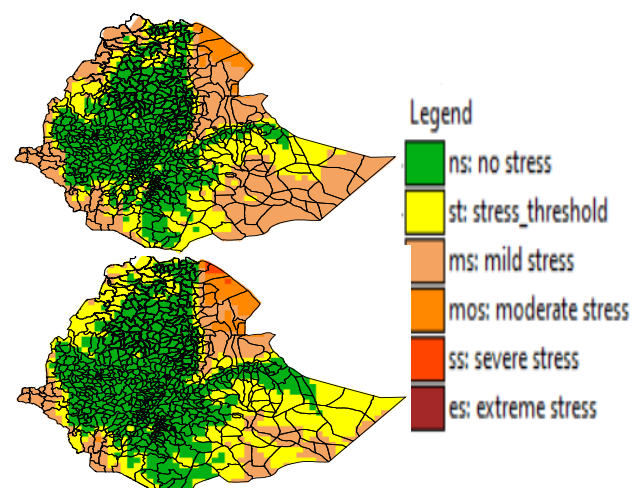 Legend
ns: no stress
st: stress_threshold
ms: mild stress
mos: moderate stress
ss: severe stress
es: extreme stress